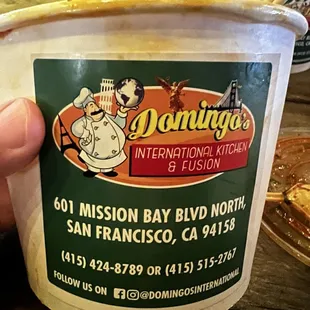 Domingo's
INTERNATIONAL KITCHEN
& FUSION
601 MISSION BAY BLVD NORTH,
SAN FRANCISCO, CA 94158
(415) 424-8789 OR (415) 515-2767
FOLLOW US ON @DOMINGOSINTERNATIONAL